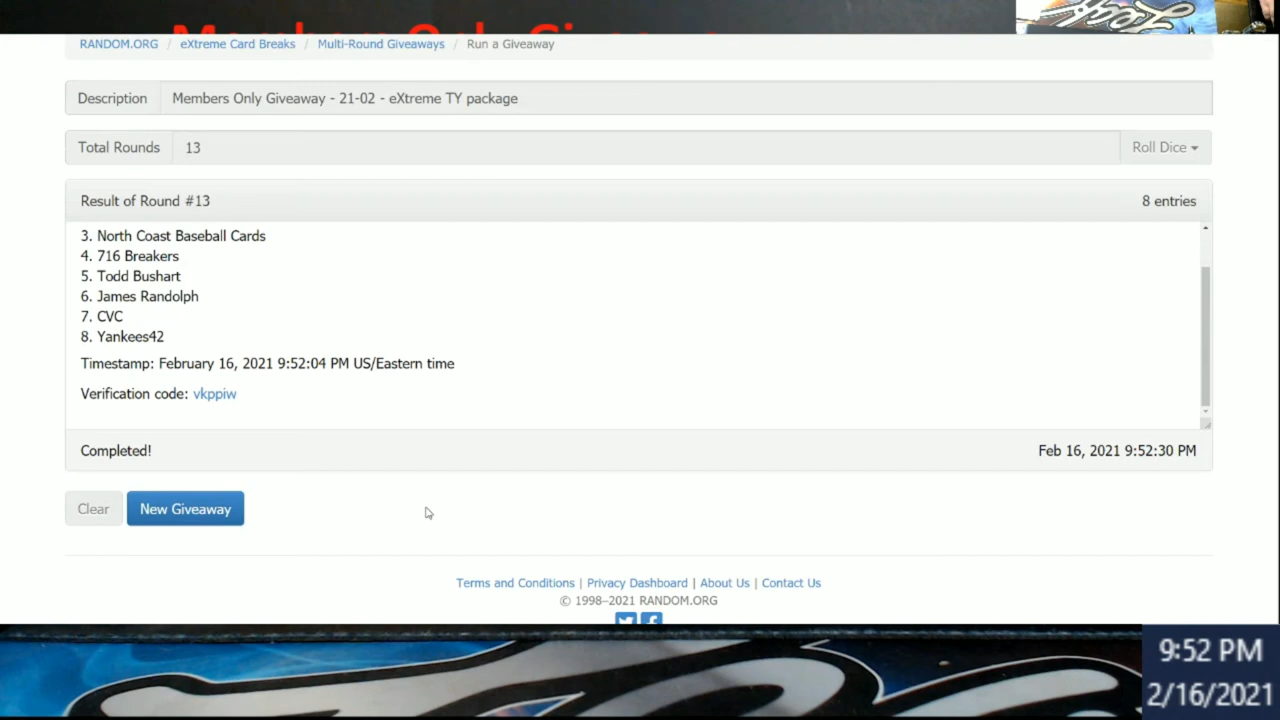 RANDOM.ORG / eXtreme Card Breaks / Multi-Round Giveaways / Run a Giveaway
Description Members Only Giveaway - 21-02 - eXtreme TY package
Total Rounds 13 Roll Dice
Result of Round #13 8 entries
3. North Coast Baseball Cards
4. 716 Breakers
5. Todd Bushart
6. James Randolph
7. CVC
8. Yankees42
Timestamp: February 16, 2021 9:52:04 PM US/Eastern time
Verification code: vkppiw
Completed! Feb 16, 2021 9:52:30 PM
Clear New Giveaway
Terms and Conditions | Privacy Dashboard | About Us | Contact Us
© 1998–2021 RANDOM.ORG
9:52 PM
2/16/2021